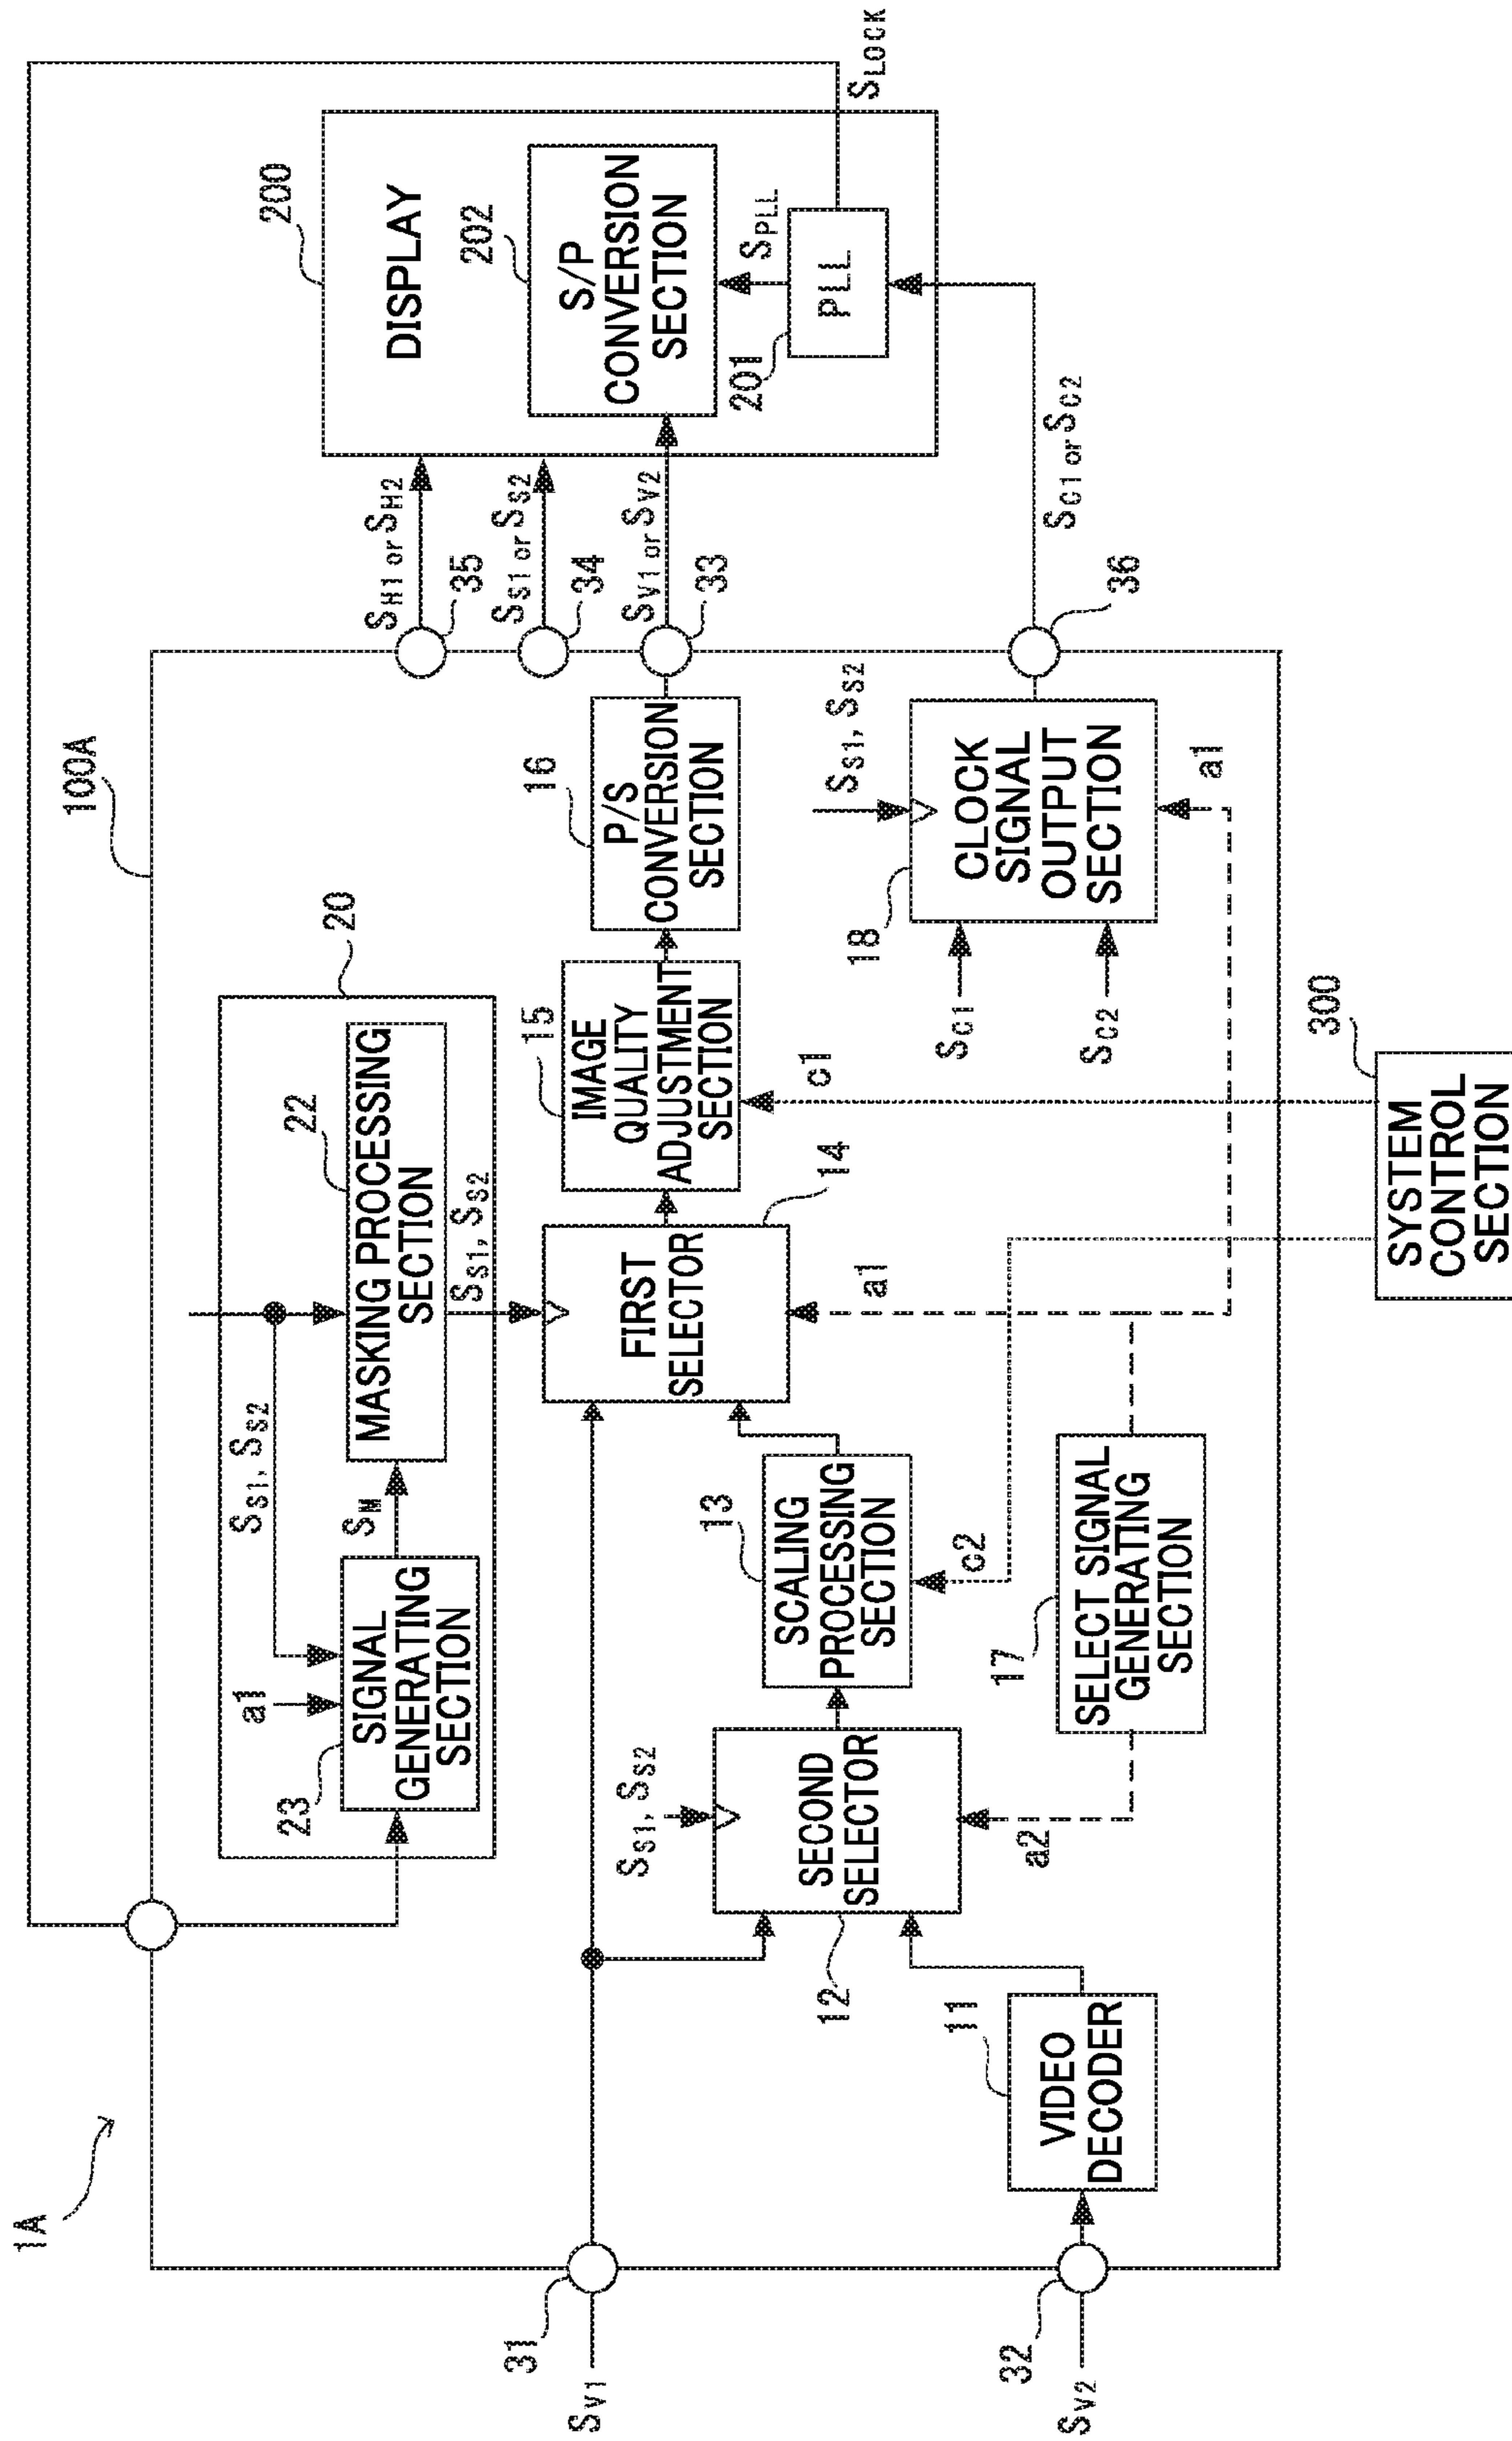 1A
100A
20
S_S1, S_S2
a1
23
SIGNAL
GENERATING
SECTION
S_M
22
MASKING PROCESSING
SECTION
S_S1, S_S2
S_V1
31
S_V2
32
11
VIDEO
DECODER
12
SECOND
SELECTOR
S_S1, S_S2
a2
13
SCALING
PROCESSING
SECTION
c2
17
SELECT SIGNAL
GENERATING
SECTION
14
FIRST
SELECTOR
a1
15
IMAGE
QUALITY
ADJUSTMENT
SECTION
c1
16
P/S
CONVERSION
SECTION
18
CLOCK
SIGNAL
OUTPUT
SECTION
S_S1, S_S2
S_C1
S_C2
a1
300
SYSTEM
CONTROL
SECTION
S_H1 or S_H2
35
S_S1 or S_S2
34
S_V1 or S_V2
33
36
S_C1 or S_C2
200
DISPLAY
202
S/P
CONVERSION
SECTION
S_PLL
201
PLL
S_LOCK